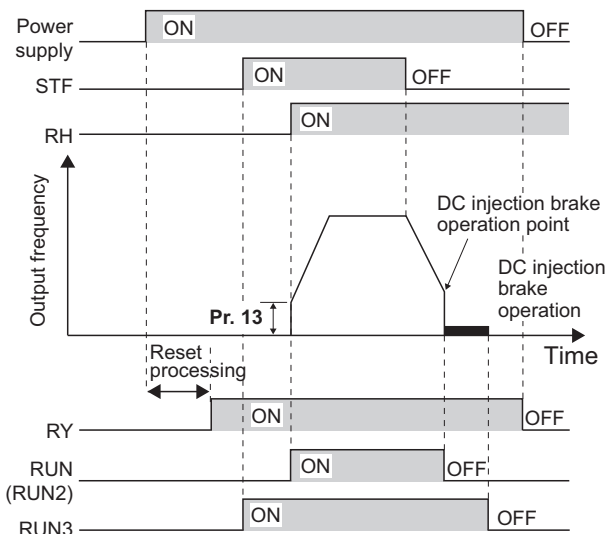 Power
supply
ON
OFF
STF
ON
OFF
RH
ON
Output frequency
DC injection brake
operation point
DC injection
brake
operation
Pr. 13
Time
Reset
processing
RY
ON
OFF
RUN
(RUN2)
ON
OFF
RUN3
ON
OFF